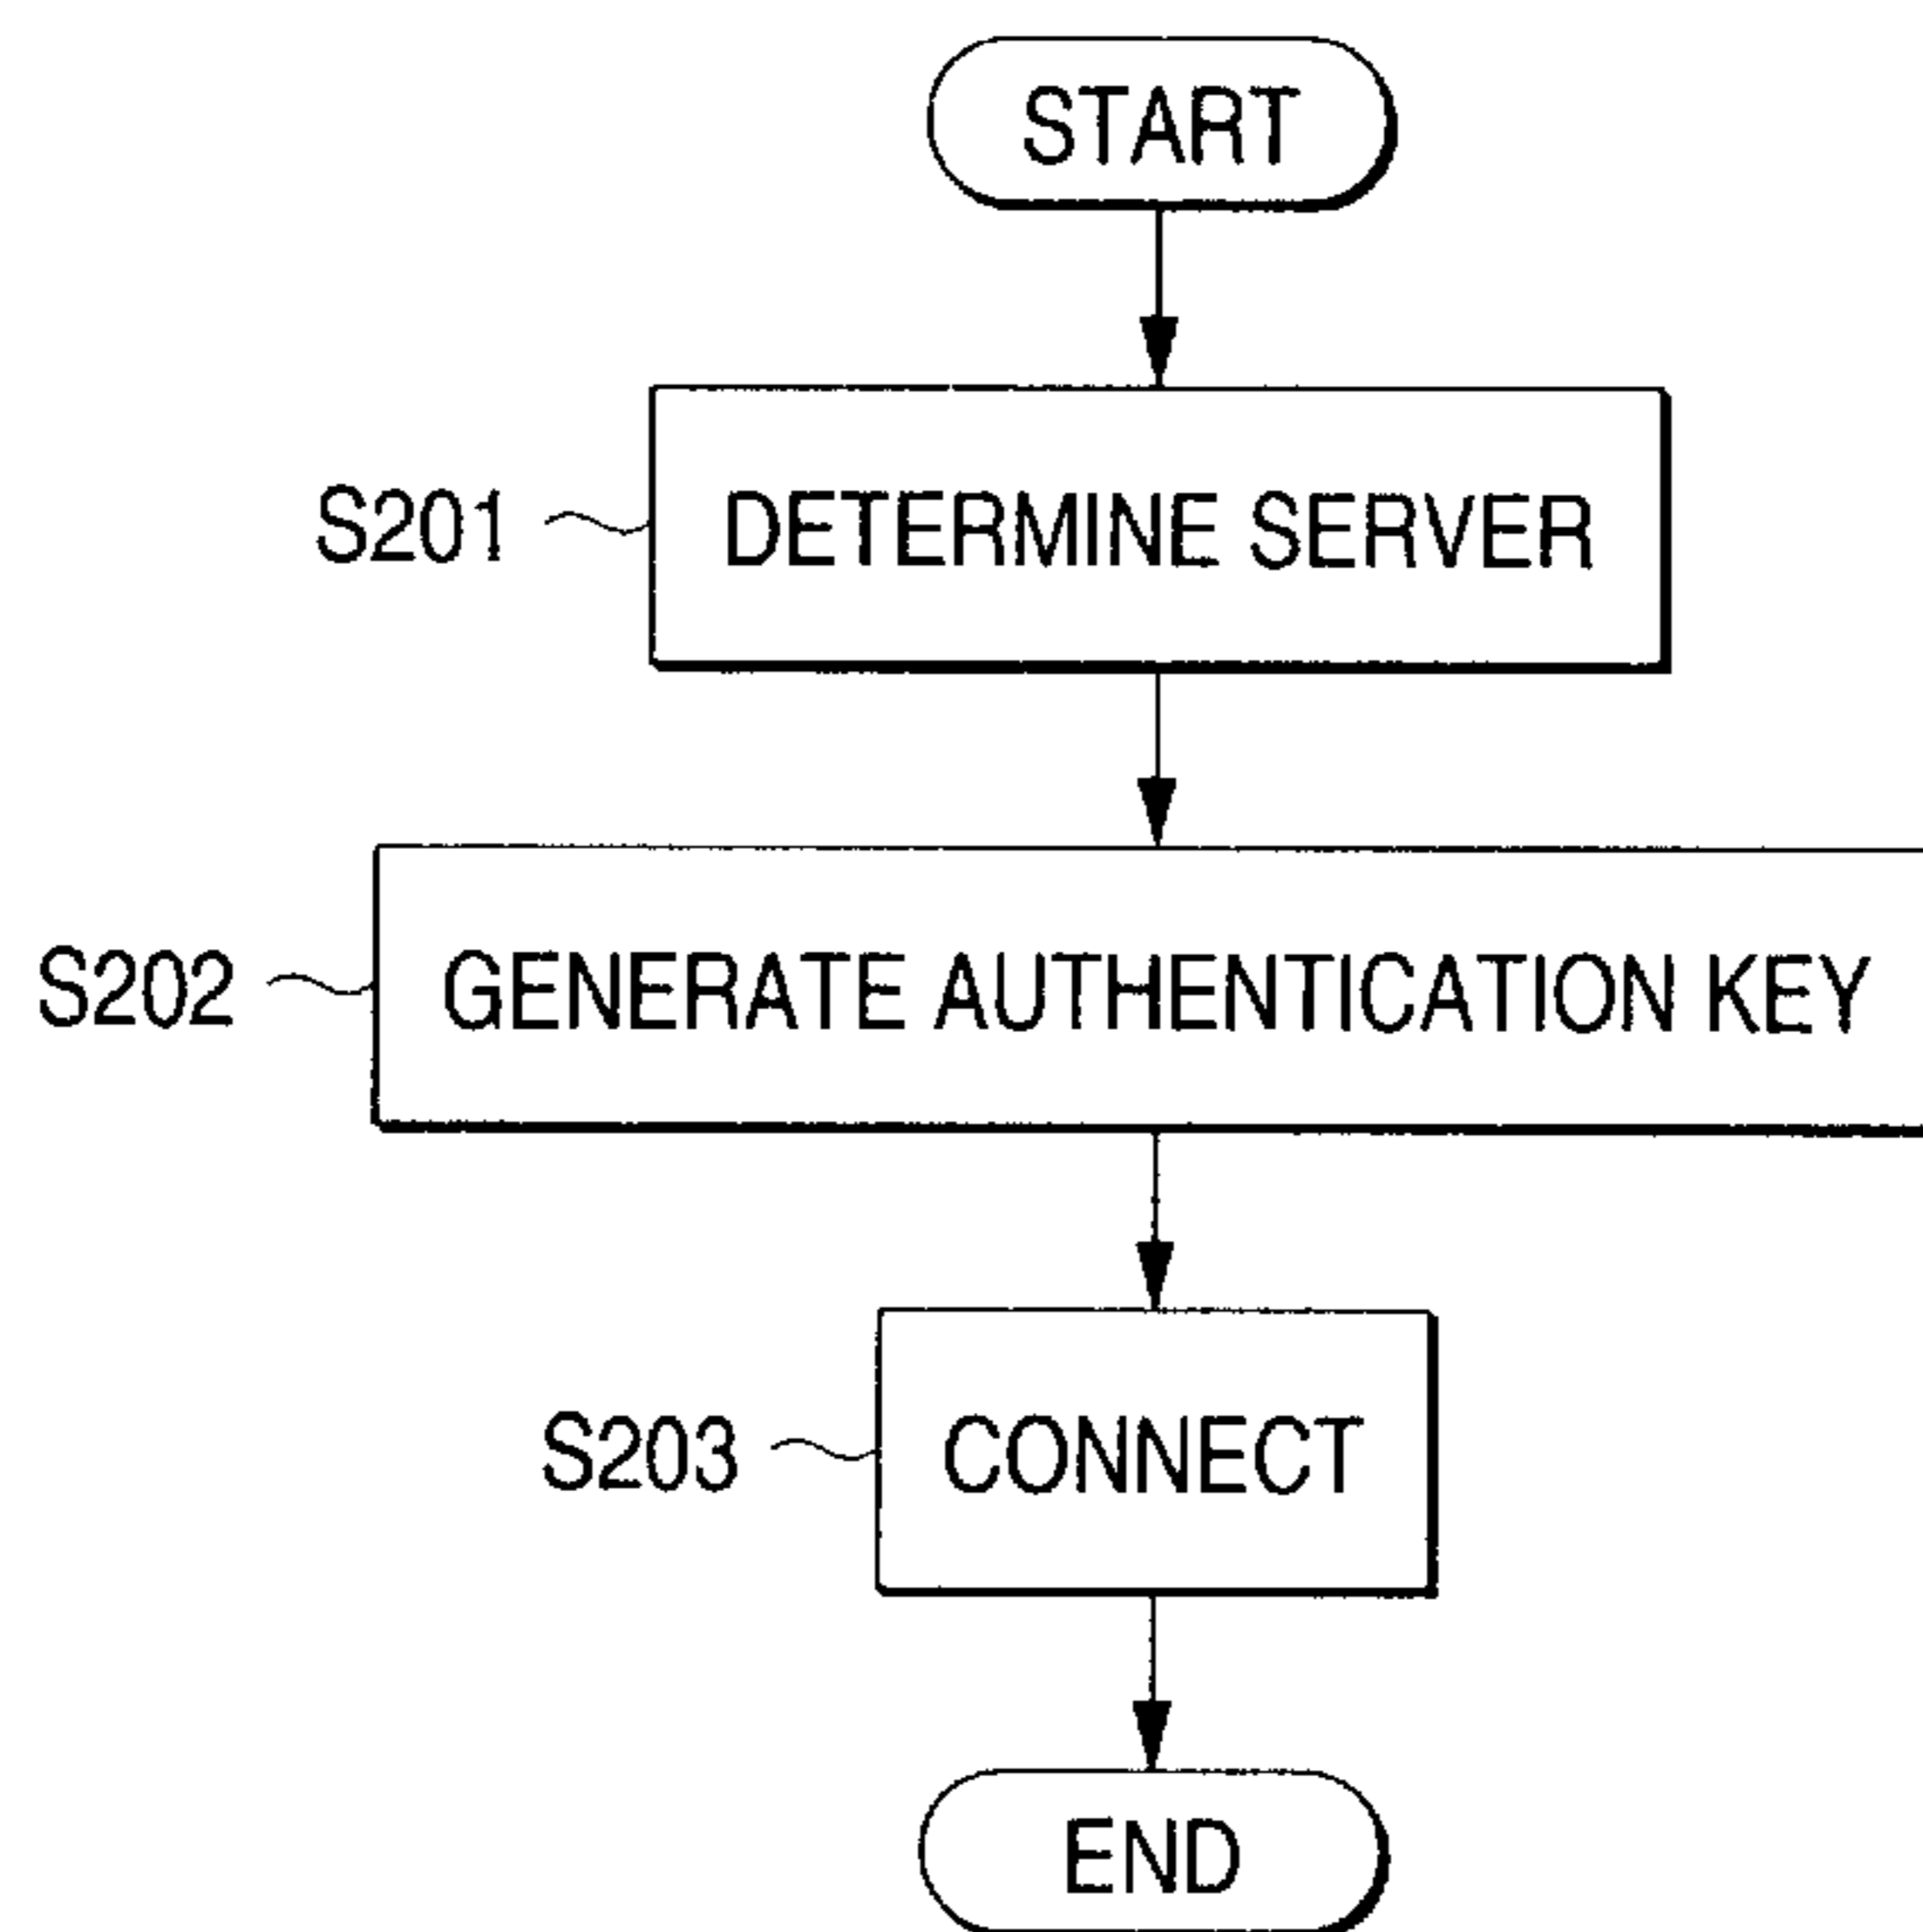 START
S201 DETERMINE SERVER
S202 GENERATE AUTHENTICATION KEY
S203 CONNECT
END